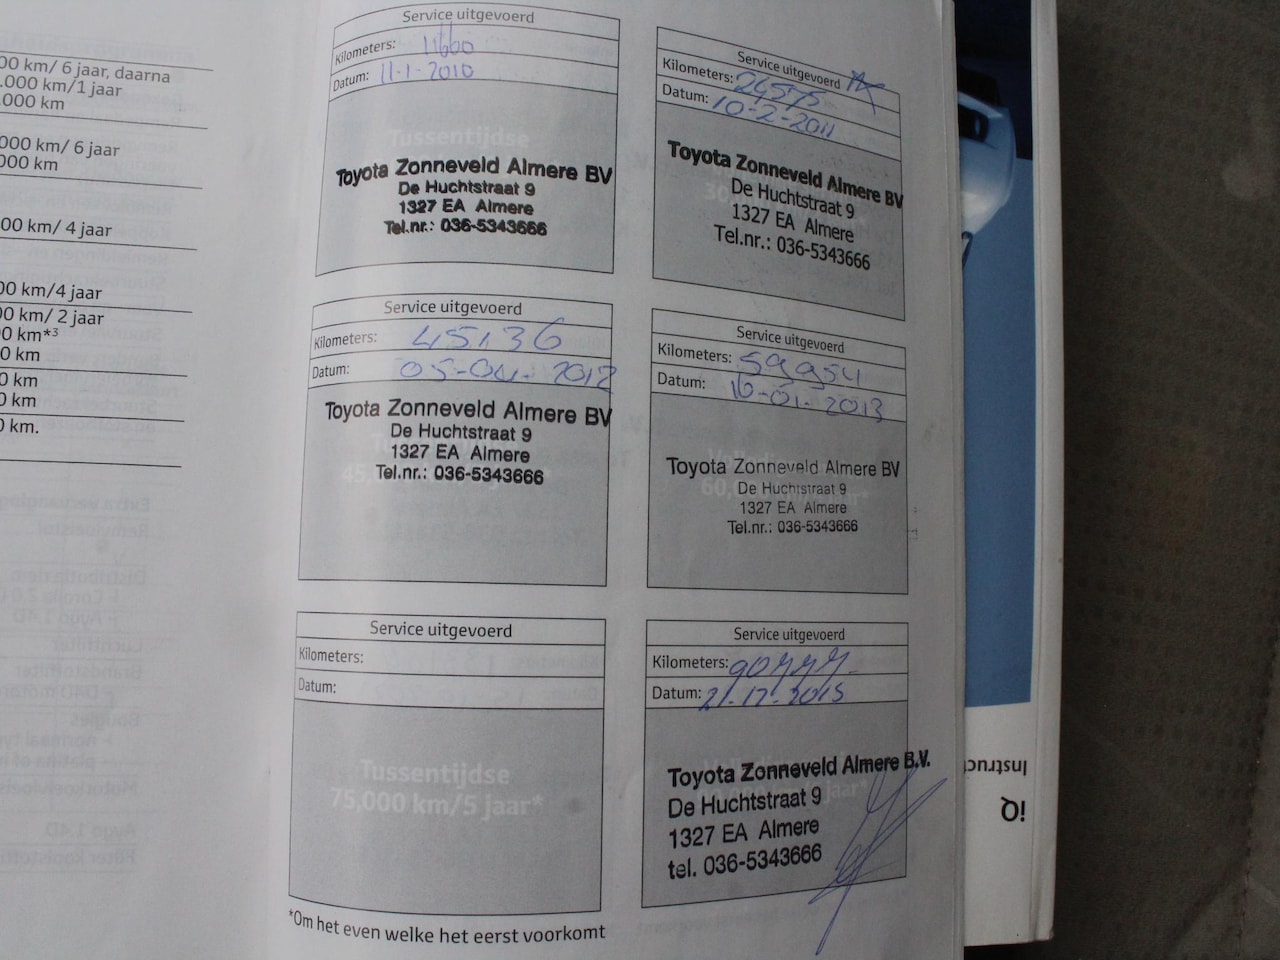 00 km/ 6 jaar, daarna
.000 km/1 jaar
.000 km
000 km/ 6 jaar
000 km
00 km/ 4 jaar
00 km/4 jaar
00 km/ 2 jaar
0 km*3
0 km
0 km
0 km
0 km.
Service uitgevoerd
Kilometers: 11660
Datum: 11-1-2010
Tussentijdse
Toyota Zonneveld Almere BV
De Huchtstraat 9
1327 EA Almere
Tel.nr.: 036-5343666
Service uitgevoerd
Kilometers: 26575
Datum: 10-2-2011
Toyota Zonneveld Almere BV
De Huchtstraat 9
1327 EA Almere
Tel.nr.: 036-5343666
Service uitgevoerd
Kilometers: 45136
Datum: 05-04-2012
Toyota Zonneveld Almere BV
De Huchtstraat 9
1327 EA Almere
Tel.nr.: 036-5343666
Service uitgevoerd
Kilometers: 59954
Datum: 16-01-2013
Toyota Zonneveld Almere BV
De Huchtstraat 9
1327 EA Almere
Tel.nr.: 036-5343666
Service uitgevoerd
Kilometers:
Datum:
Tussentijdse
75,000 km/5 jaar*
Service uitgevoerd
Kilometers:
Datum: 21-12-2015
Toyota Zonneveld Almere B.V.
De Huchtstraat 9
1327 EA Almere
tel. 036-5343666
*Om het even welke het eerst voorkomt
Instruct
iQ